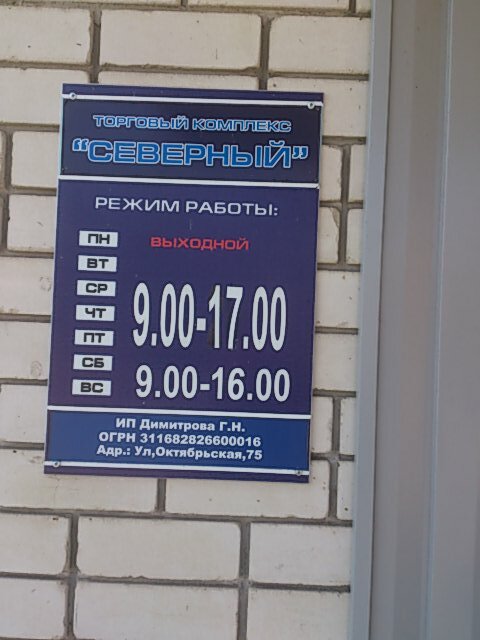 ТОРГОВЫЙ КОМПЛЕКС
"СЕВЕРНЫЙ"
РЕЖИМ РАБОТЫ:
ПН ВЫХОДНОЙ
ВТ
СР
ЧТ 9.00-17.00
ПТ
СБ
ВС 9.00-16.00
ИП Димитрова Г.Н.
ОГРН 311682826600016
Адр.: Ул,Октябрьская,75